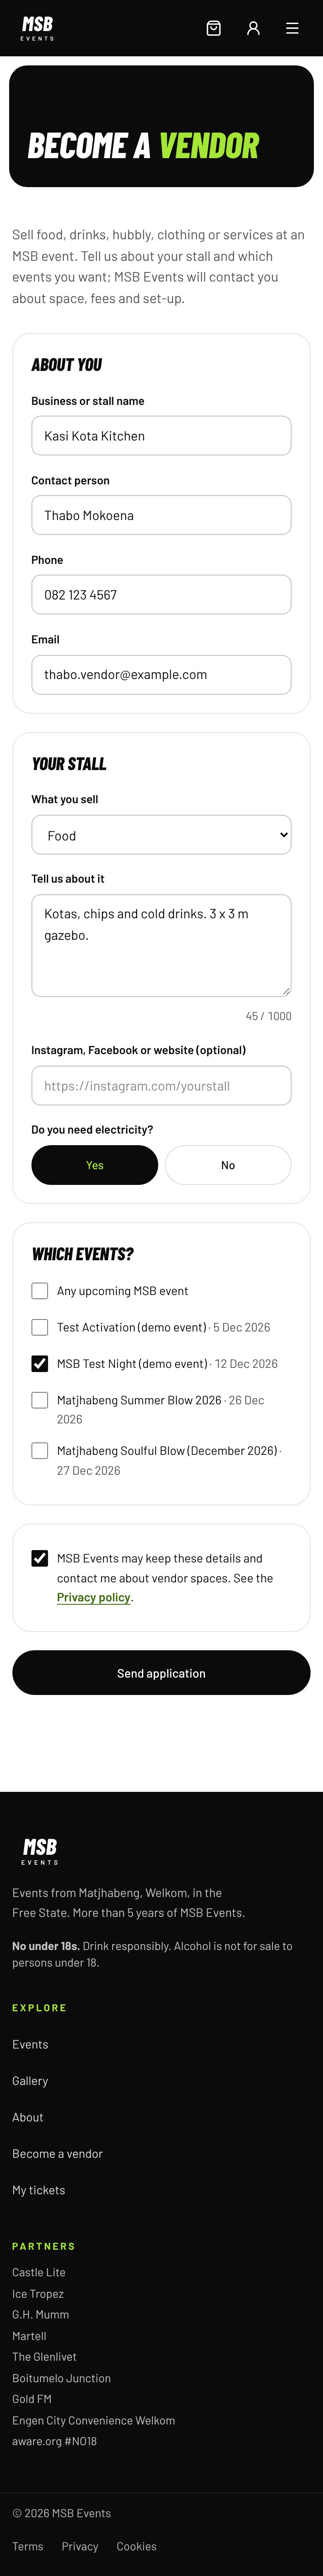 MSB
EVENTS
BECOME A VENDOR
Sell food, drinks, hubbly, clothing or services at an
MSB event. Tell us about your stall and which
events you want; MSB Events will contact you
about space, fees and set-up.
ABOUT YOU
Business or stall name
Kasi Kota Kitchen
Contact person
Thabo Mokoena
Phone
082 123 4567
Email
thabo.vendor@example.com
YOUR STALL
What you sell
Food
Tell us about it
Kotas, chips and cold drinks. 3 x 3 m
gazebo.
45 / 1000
Instagram, Facebook or website (optional)
https://instagram.com/yourstall
Do you need electricity?
Yes No
WHICH EVENTS?
Any upcoming MSB event
Test Activation (demo event) · 5 Dec 2026
MSB Test Night (demo event) · 12 Dec 2026
Matjhabeng Summer Blow 2026 · 26 Dec
2026
Matjhabeng Soulful Blow (December 2026) ·
27 Dec 2026
MSB Events may keep these details and
contact me about vendor spaces. See the
Privacy policy.
Send application
MSB
EVENTS
Events from Matjhabeng, Welkom, in the
Free State. More than 5 years of MSB Events.
No under 18s. Drink responsibly. Alcohol is not for sale to
persons under 18.
EXPLORE
Events
Gallery
About
Become a vendor
My tickets
PARTNERS
Castle Lite
Ice Tropez
G.H. Mumm
Martell
The Glenlivet
Boitumelo Junction
Gold FM
Engen City Convenience Welkom
aware.org #NO18
© 2026 MSB Events
Terms Privacy Cookies